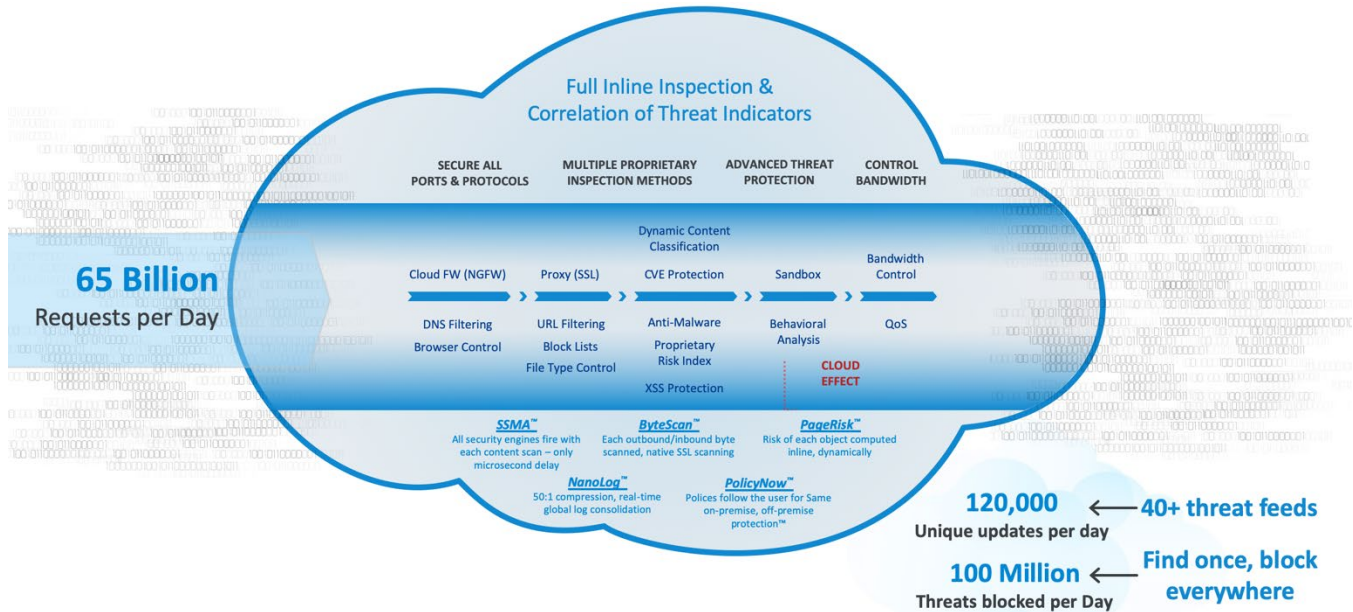 Full Inline Inspection &
Correlation of Threat Indicators
SECURE ALL
PORTS & PROTOCOLS
MULTIPLE PROPRIETARY
INSPECTION METHODS
ADVANCED THREAT
PROTECTION
CONTROL
BANDWIDTH
65 Billion
Requests per Day
Cloud FW (NGFW)
DNS Filtering
Browser Control
Proxy (SSL)
URL Filtering
Block Lists
File Type Control
Dynamic Content
Classification
CVE Protection
Anti-Malware
Proprietary
Risk Index
XSS Protection
Sandbox
Behavioral
Analysis
CLOUD
EFFECT
Bandwidth
Control
QoS
SSMA™
All security engines fire with
each content scan – only
microsecond delay
ByteScan™
Each outbound/inbound byte
scanned, native SSL scanning
PageRisk™
Risk of each object computed
inline, dynamically
NanoLog™
50:1 compression, real-time
global log consolidation
PolicyNow™
Polices follow the user for Same
on-premise, off-premise
protection™
120,000
Unique updates per day
40+ threat feeds
100 Million
Threats blocked per Day
Find once, block
everywhere